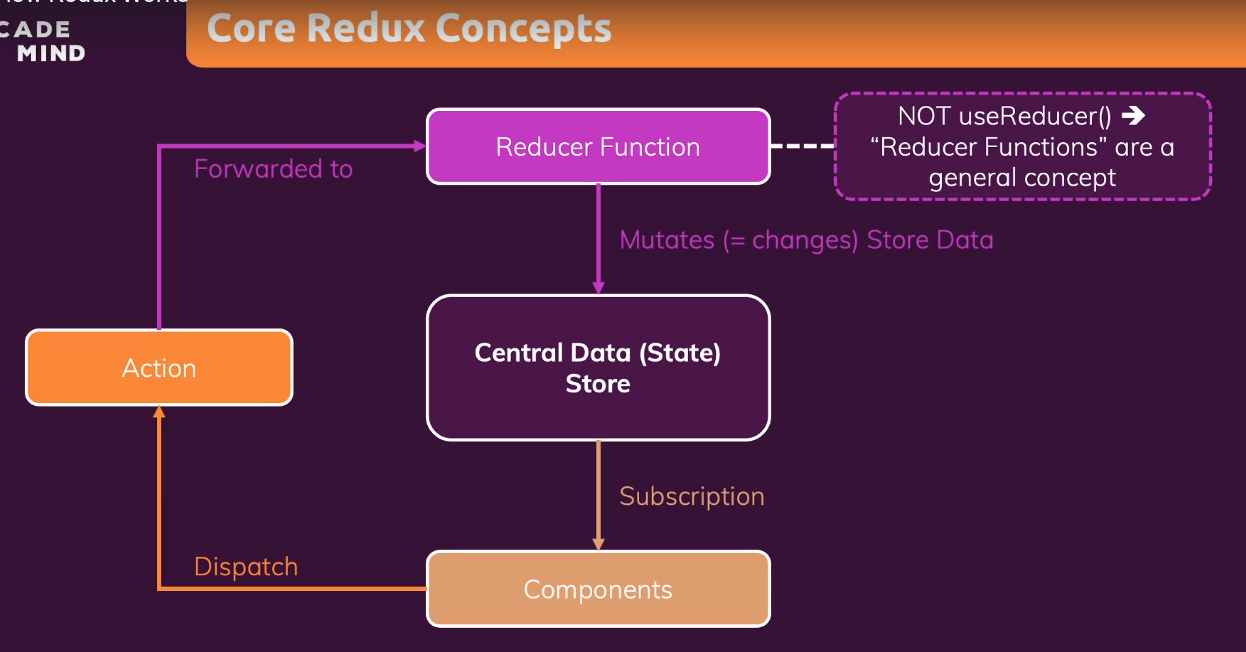 CADE
MIND
Core Redux Concepts
Reducer Function
NOT useReducer() ➔
“Reducer Functions” are a
general concept
Forwarded to
Mutates (= changes) Store Data
Action
Central Data (State)
Store
Subscription
Dispatch
Components